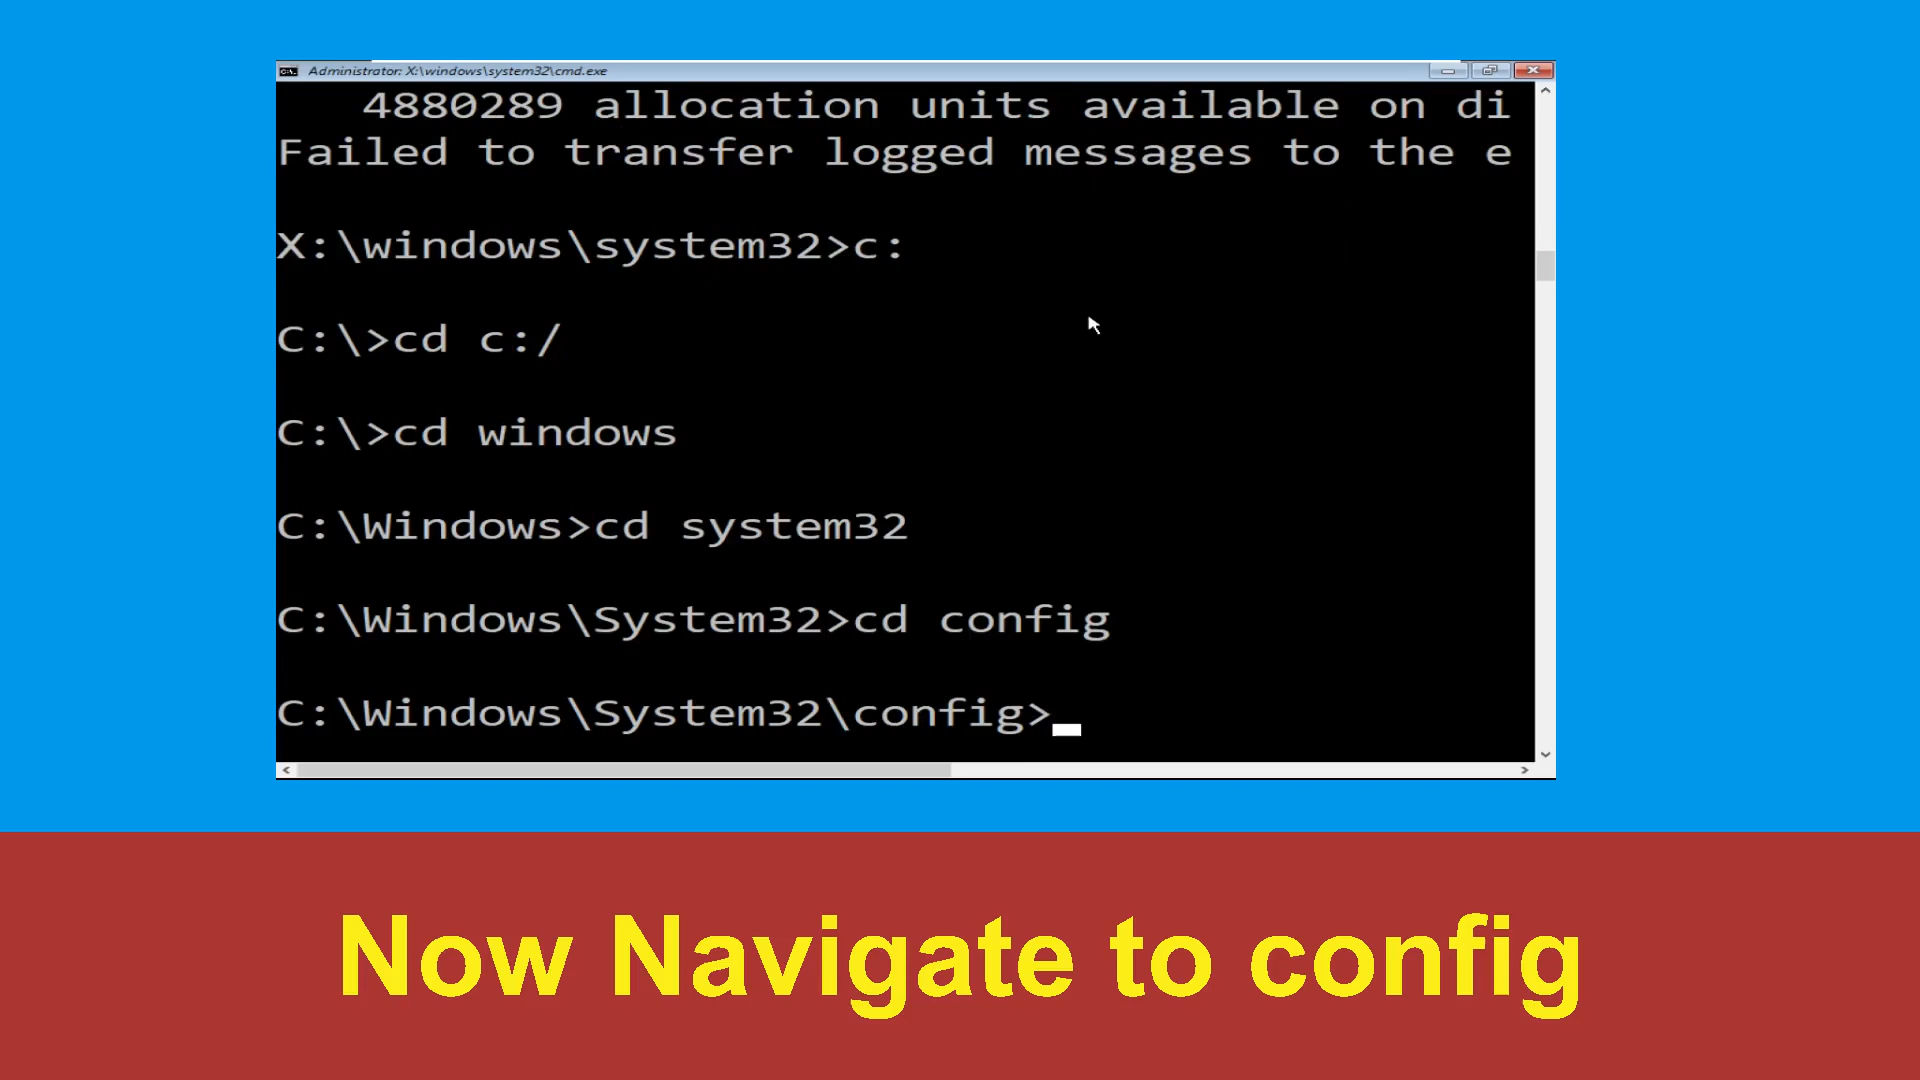 Administrator: X:\windows\system32\cmd.exe
4880289 allocation units available on di
Failed to transfer logged messages to the e
X:\windows\system32>c:
C:\>cd c:/
C:\>cd windows
C:\Windows>cd system32
C:\Windows\System32>cd config
C:\Windows\System32\config>
Now Navigate to config